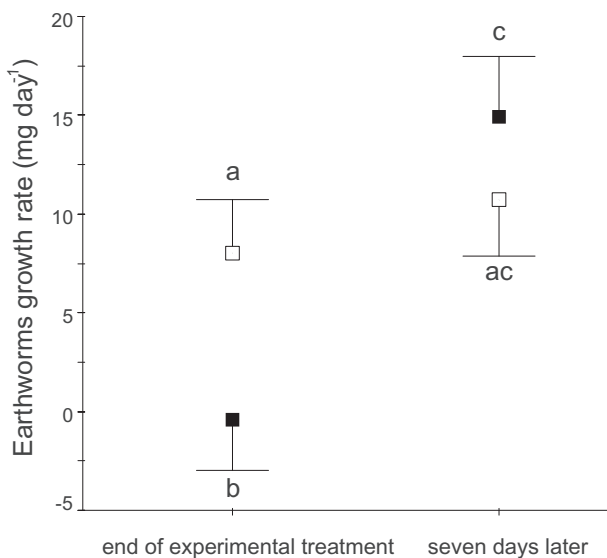 Earthworms growth rate (mg day-1)
20
15
10
5
0
-5
a
b
c
ac
end of experimental treatment
seven days later